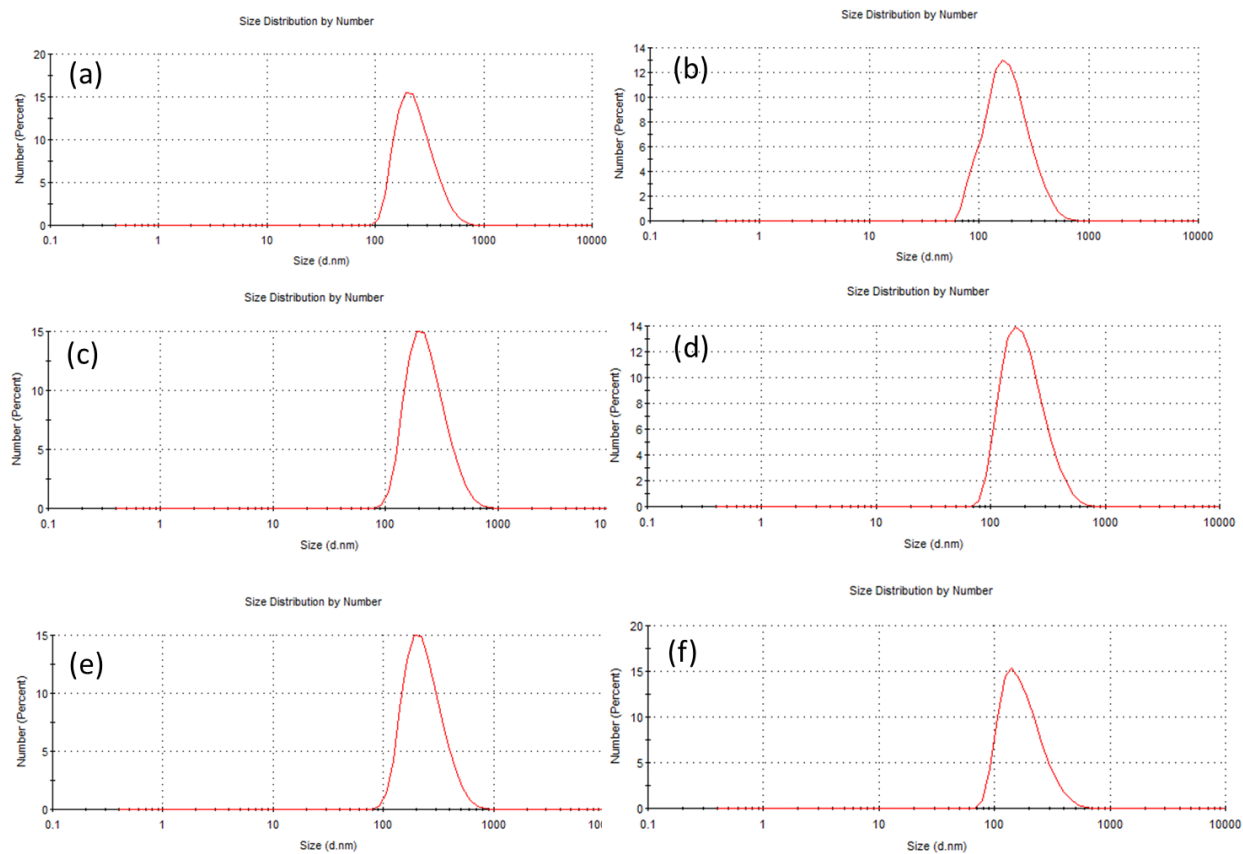 Size Distribution by Number
(a)
Number (Percent)
20
15
10
5
0
0.1 1 10 100 1000 10000
Size (d.nm)
Size Distribution by Number
(b)
Number (Percent)
14
12
10
8
6
4
2
0
0.1 1 10 100 1000 10000
Size (d.nm)
Size Distribution by Number
(c)
Number (Percent)
15
10
5
0
0.1 1 10 100 1000
Size (d.nm)
Size Distribution by Number
(d)
Number (Percent)
14
12
10
8
6
4
2
0
0.1 1 10 100 1000 10000
Size (d.nm)
Size Distribution by Number
(e)
Number (Percent)
15
10
5
0
0.1 1 10 100 1000
Size (d.nm)
Size Distribution by Number
(f)
Number (Percent)
20
15
10
5
0
0.1 1 10 100 1000 10000
Size (d.nm)